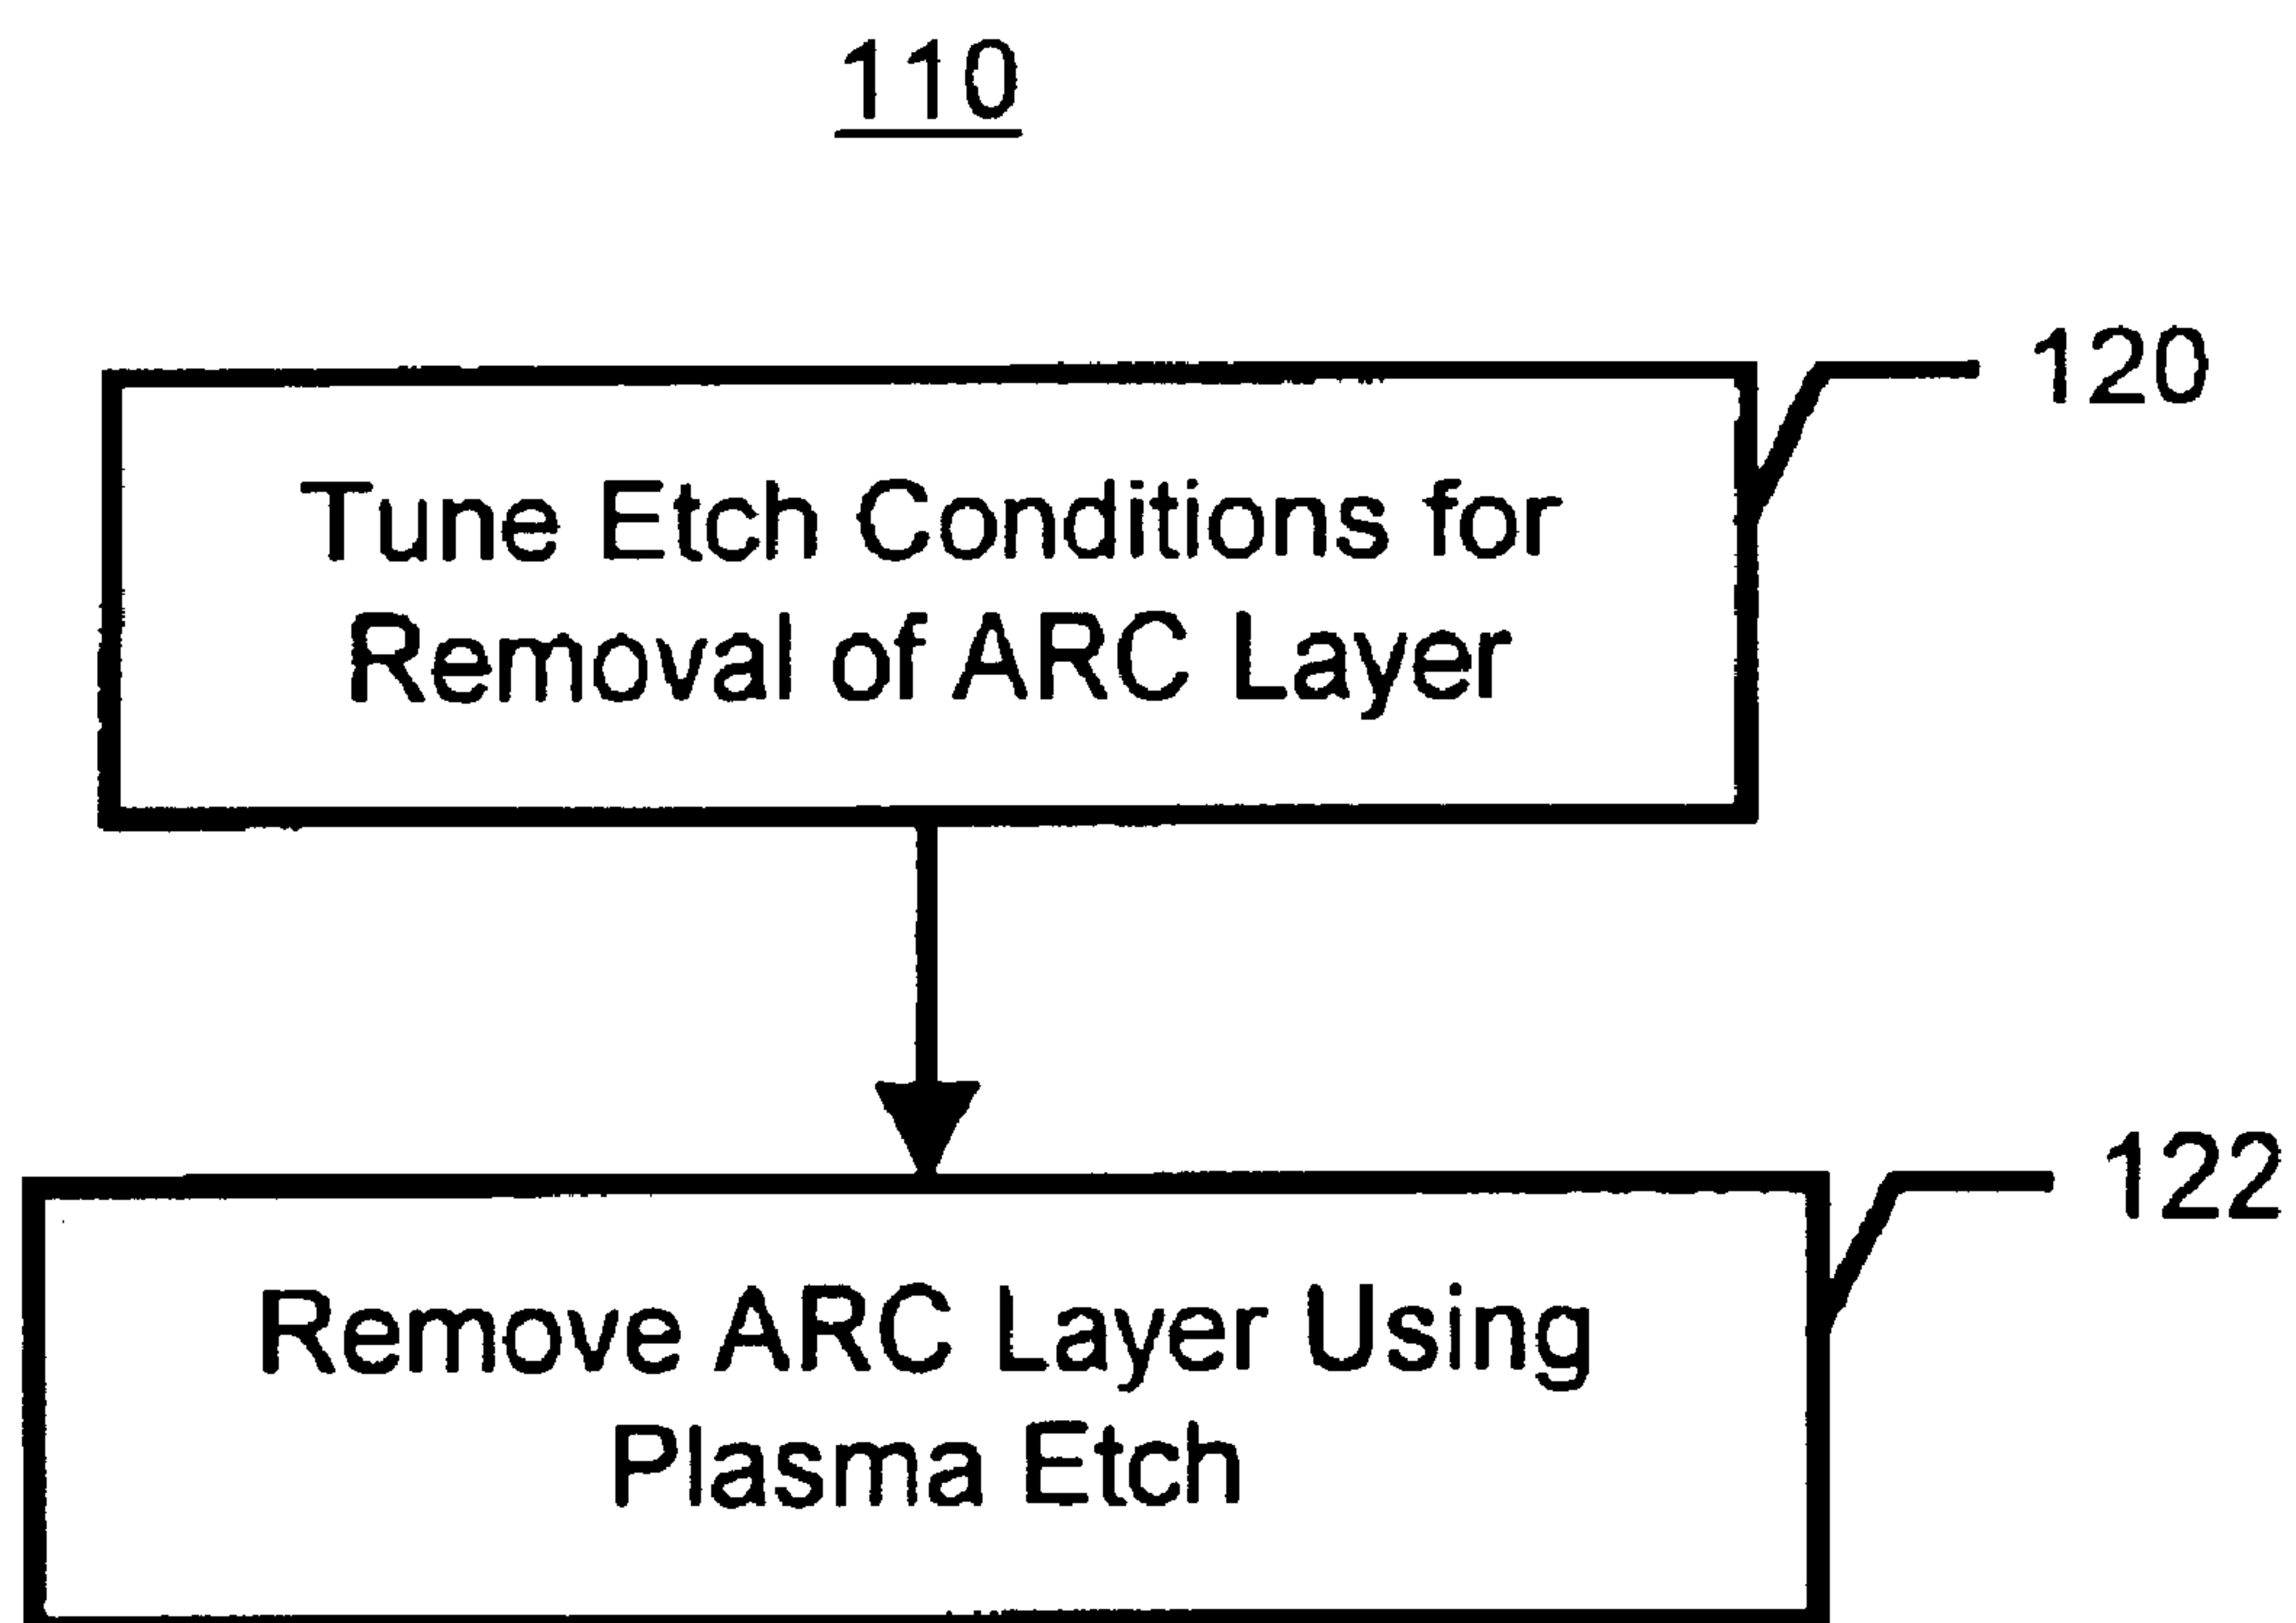 110
120
Tune Etch Conditions for
Removal of ARC Layer
122
Remove ARC Layer Using
Plasma Etch